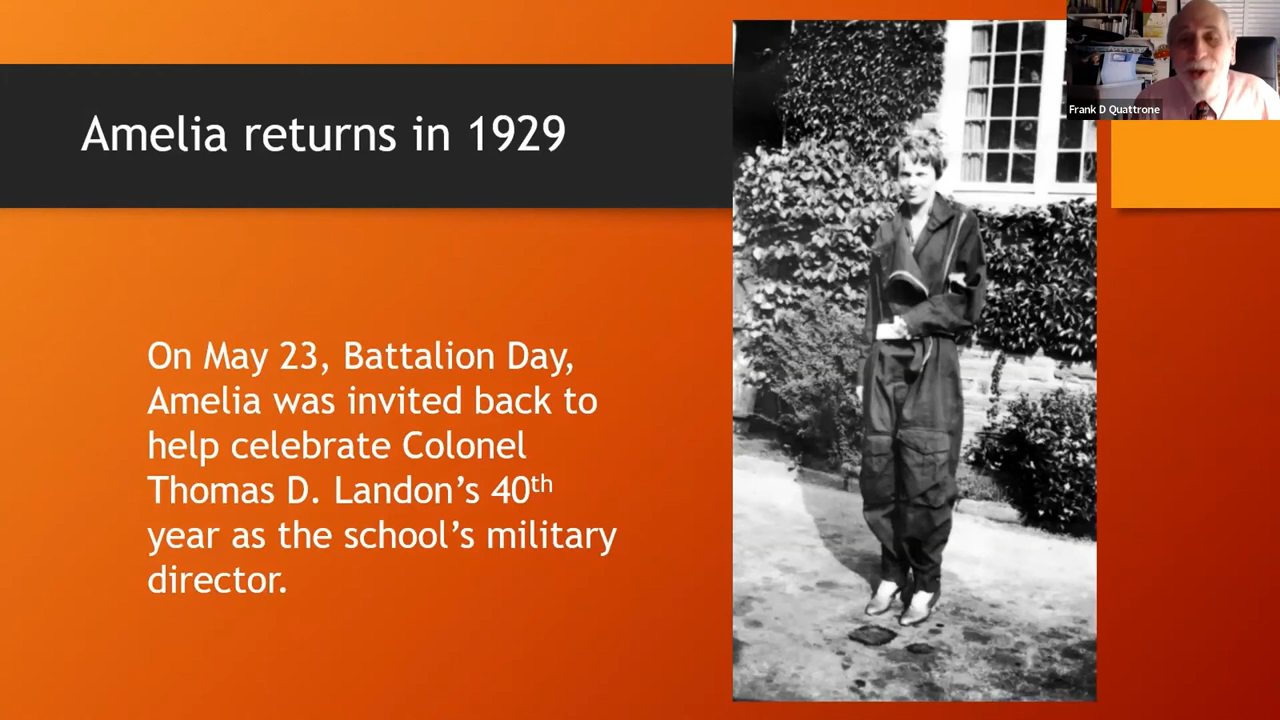 Amelia returns in 1929
Frank D Quattrone
On May 23, Battalion Day,
Amelia was invited back to
help celebrate Colonel
Thomas D. Landon’s 40th
year as the school’s military
director.